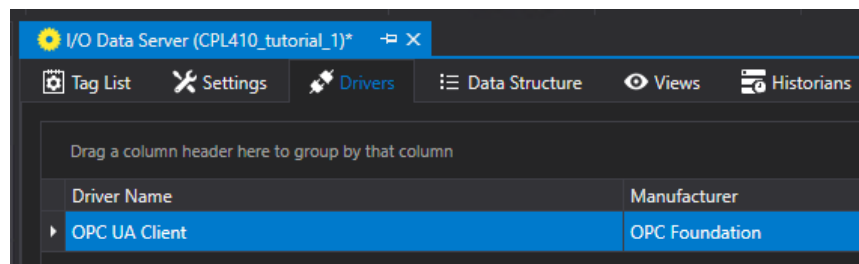 I/O Data Server (CPL410_tutorial_1)*
Tag List Settings Drivers Data Structure Views Historians
Drag a column header here to group by that column
Driver Name Manufacturer
OPC UA Client OPC Foundation